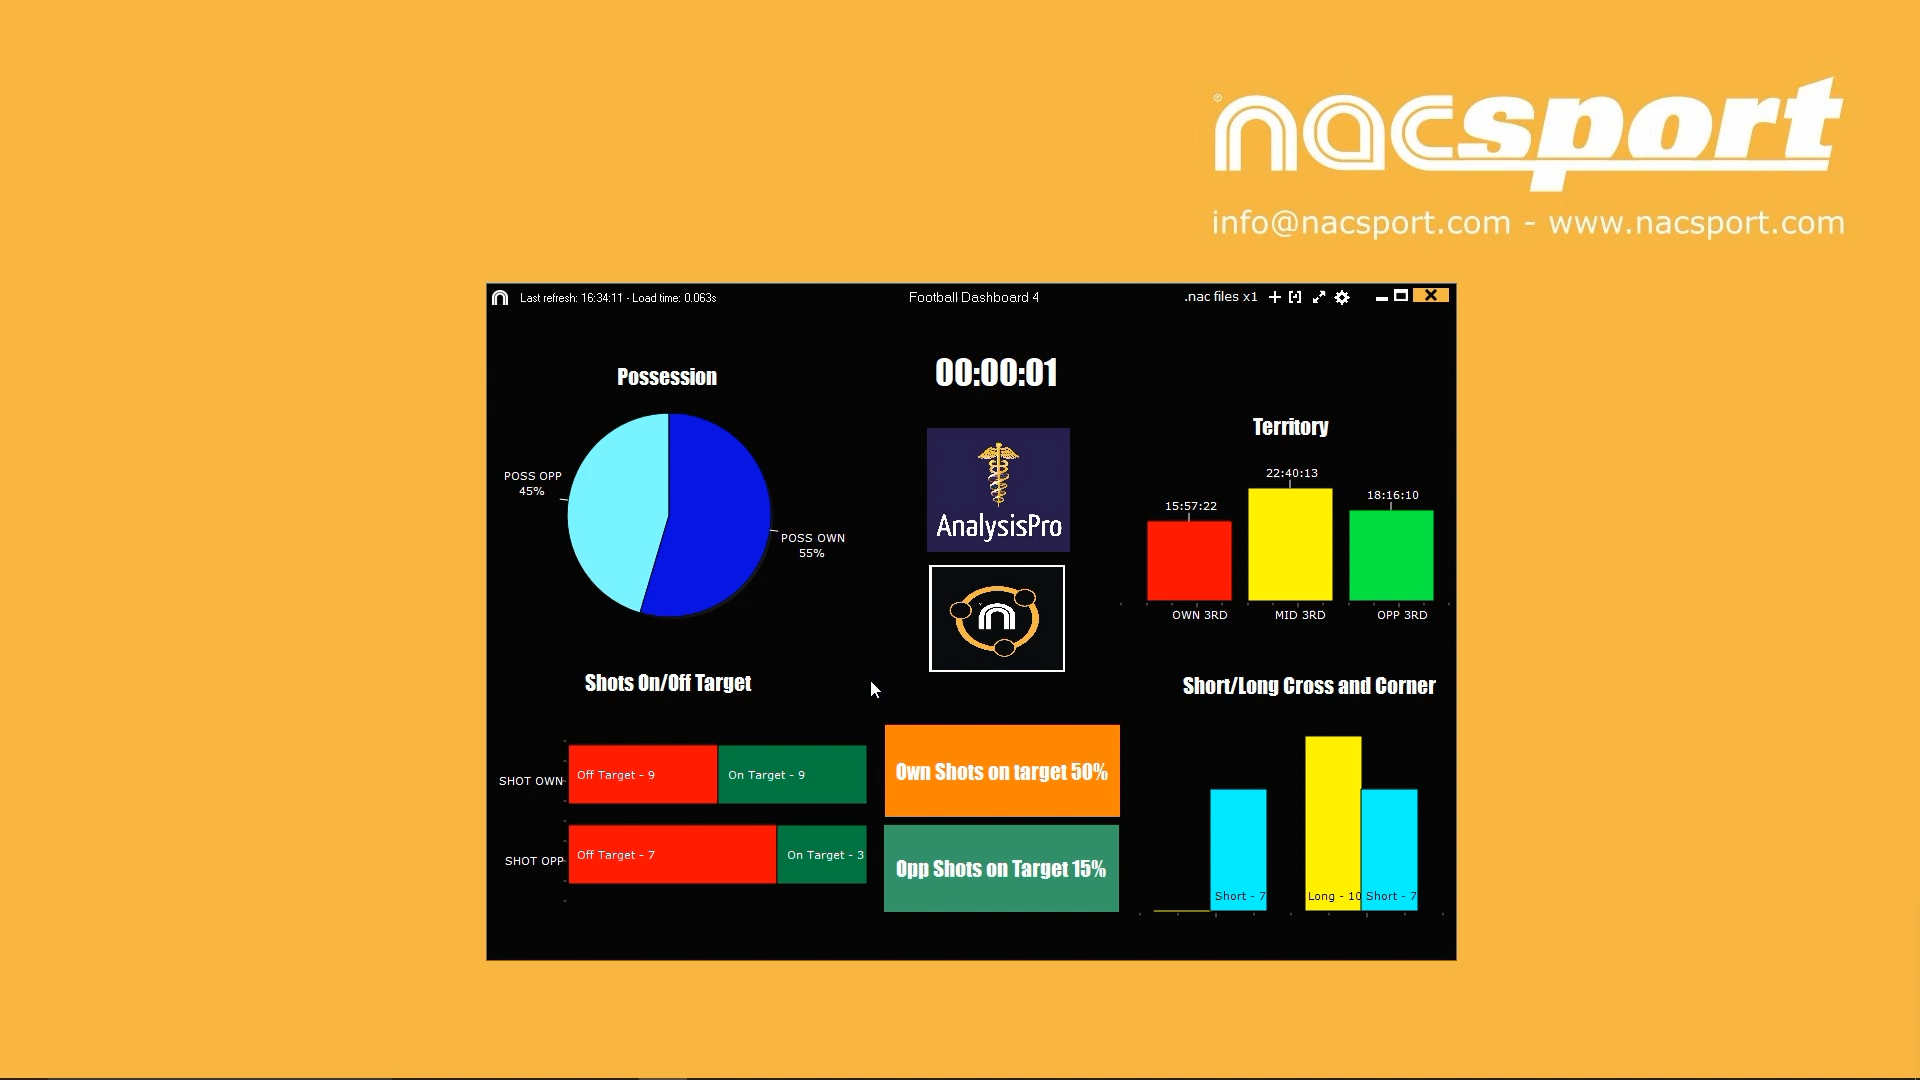 ® nacsport
info@nacsport.com - www.nacsport.com
Last refresh: 16:34:11 - Load time: 0.063s
Football Dashboard 4
.nac files x1
Possession
POSS OPP
45%
POSS OWN
55%
00:00:01
AnalysisPro
Territory
15:57:22
22:40:13
18:16:10
OWN 3RD
MID 3RD
OPP 3RD
Shots On/Off Target
SHOT OWN
Off Target - 9
On Target - 9
SHOT OPP
Off Target - 7
On Target - 3
Own Shots on target 50%
Opp Shots on Target 15%
Short/Long Cross and Corner
Short - 7
Long - 10
Short - 7